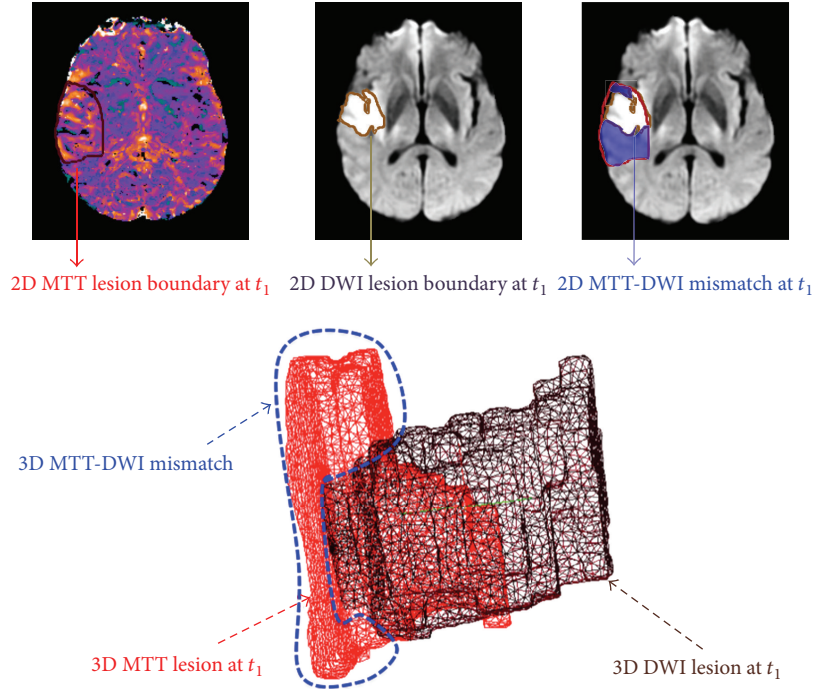 2D MTT lesion boundary at t₁
2D DWI lesion boundary at t₁
2D MTT-DWI mismatch at t₁
3D MTT-DWI mismatch
3D MTT lesion at t₁
3D DWI lesion at t₁